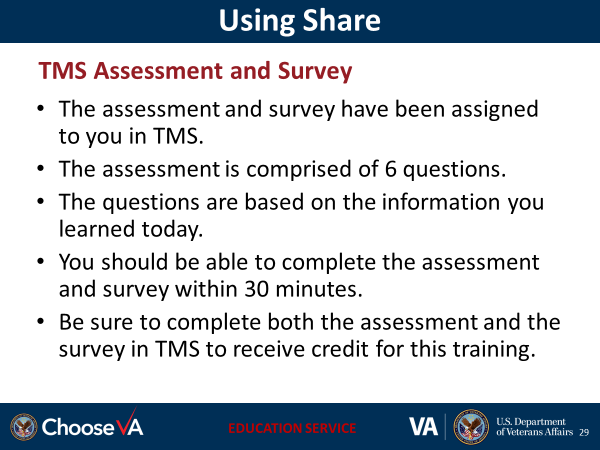 Using Share
TMS Assessment and Survey
• The assessment and survey have been assigned
to you in TMS.
• The assessment is comprised of 6 questions.
• The questions are based on the information you
learned today.
• You should be able to complete the assessment
and survey within 30 minutes.
• Be sure to complete both the assessment and the
survey in TMS to receive credit for this training.
Choose VA
EDUCATION SERVICE
VA
U.S. Department
of Veterans Affairs
29